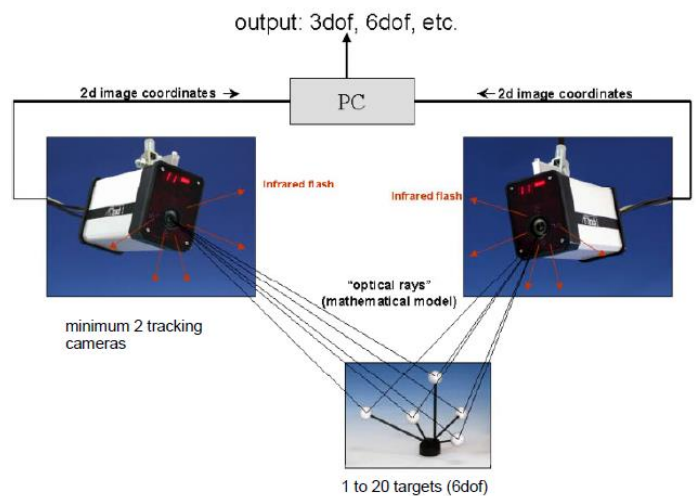 output: 3dof, 6dof, etc.
2d image coordinates →
PC
← 2d image coordinates
Infrared flash
Infrared flash
"optical rays"
(mathematical model)
minimum 2 tracking
cameras
1 to 20 targets (6dof)